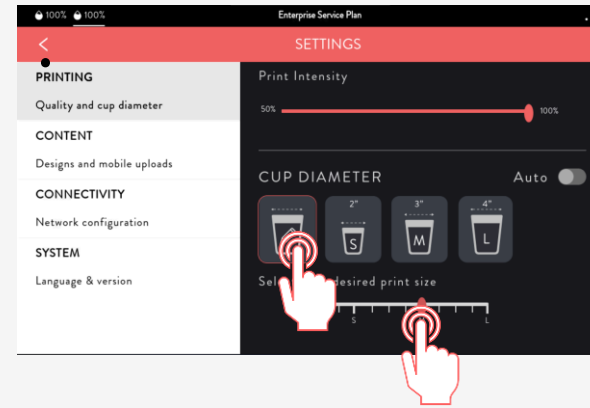 100% 100% Enterprise Service Plan
SETTINGS
PRINTING
Quality and cup diameter
CONTENT
Designs and mobile uploads
CONNECTIVITY
Network configuration
SYSTEM
Language & version
Print Intensity
50% 100%
CUP DIAMETER Auto
2" 3" 4"
S M L
desired print size
S L